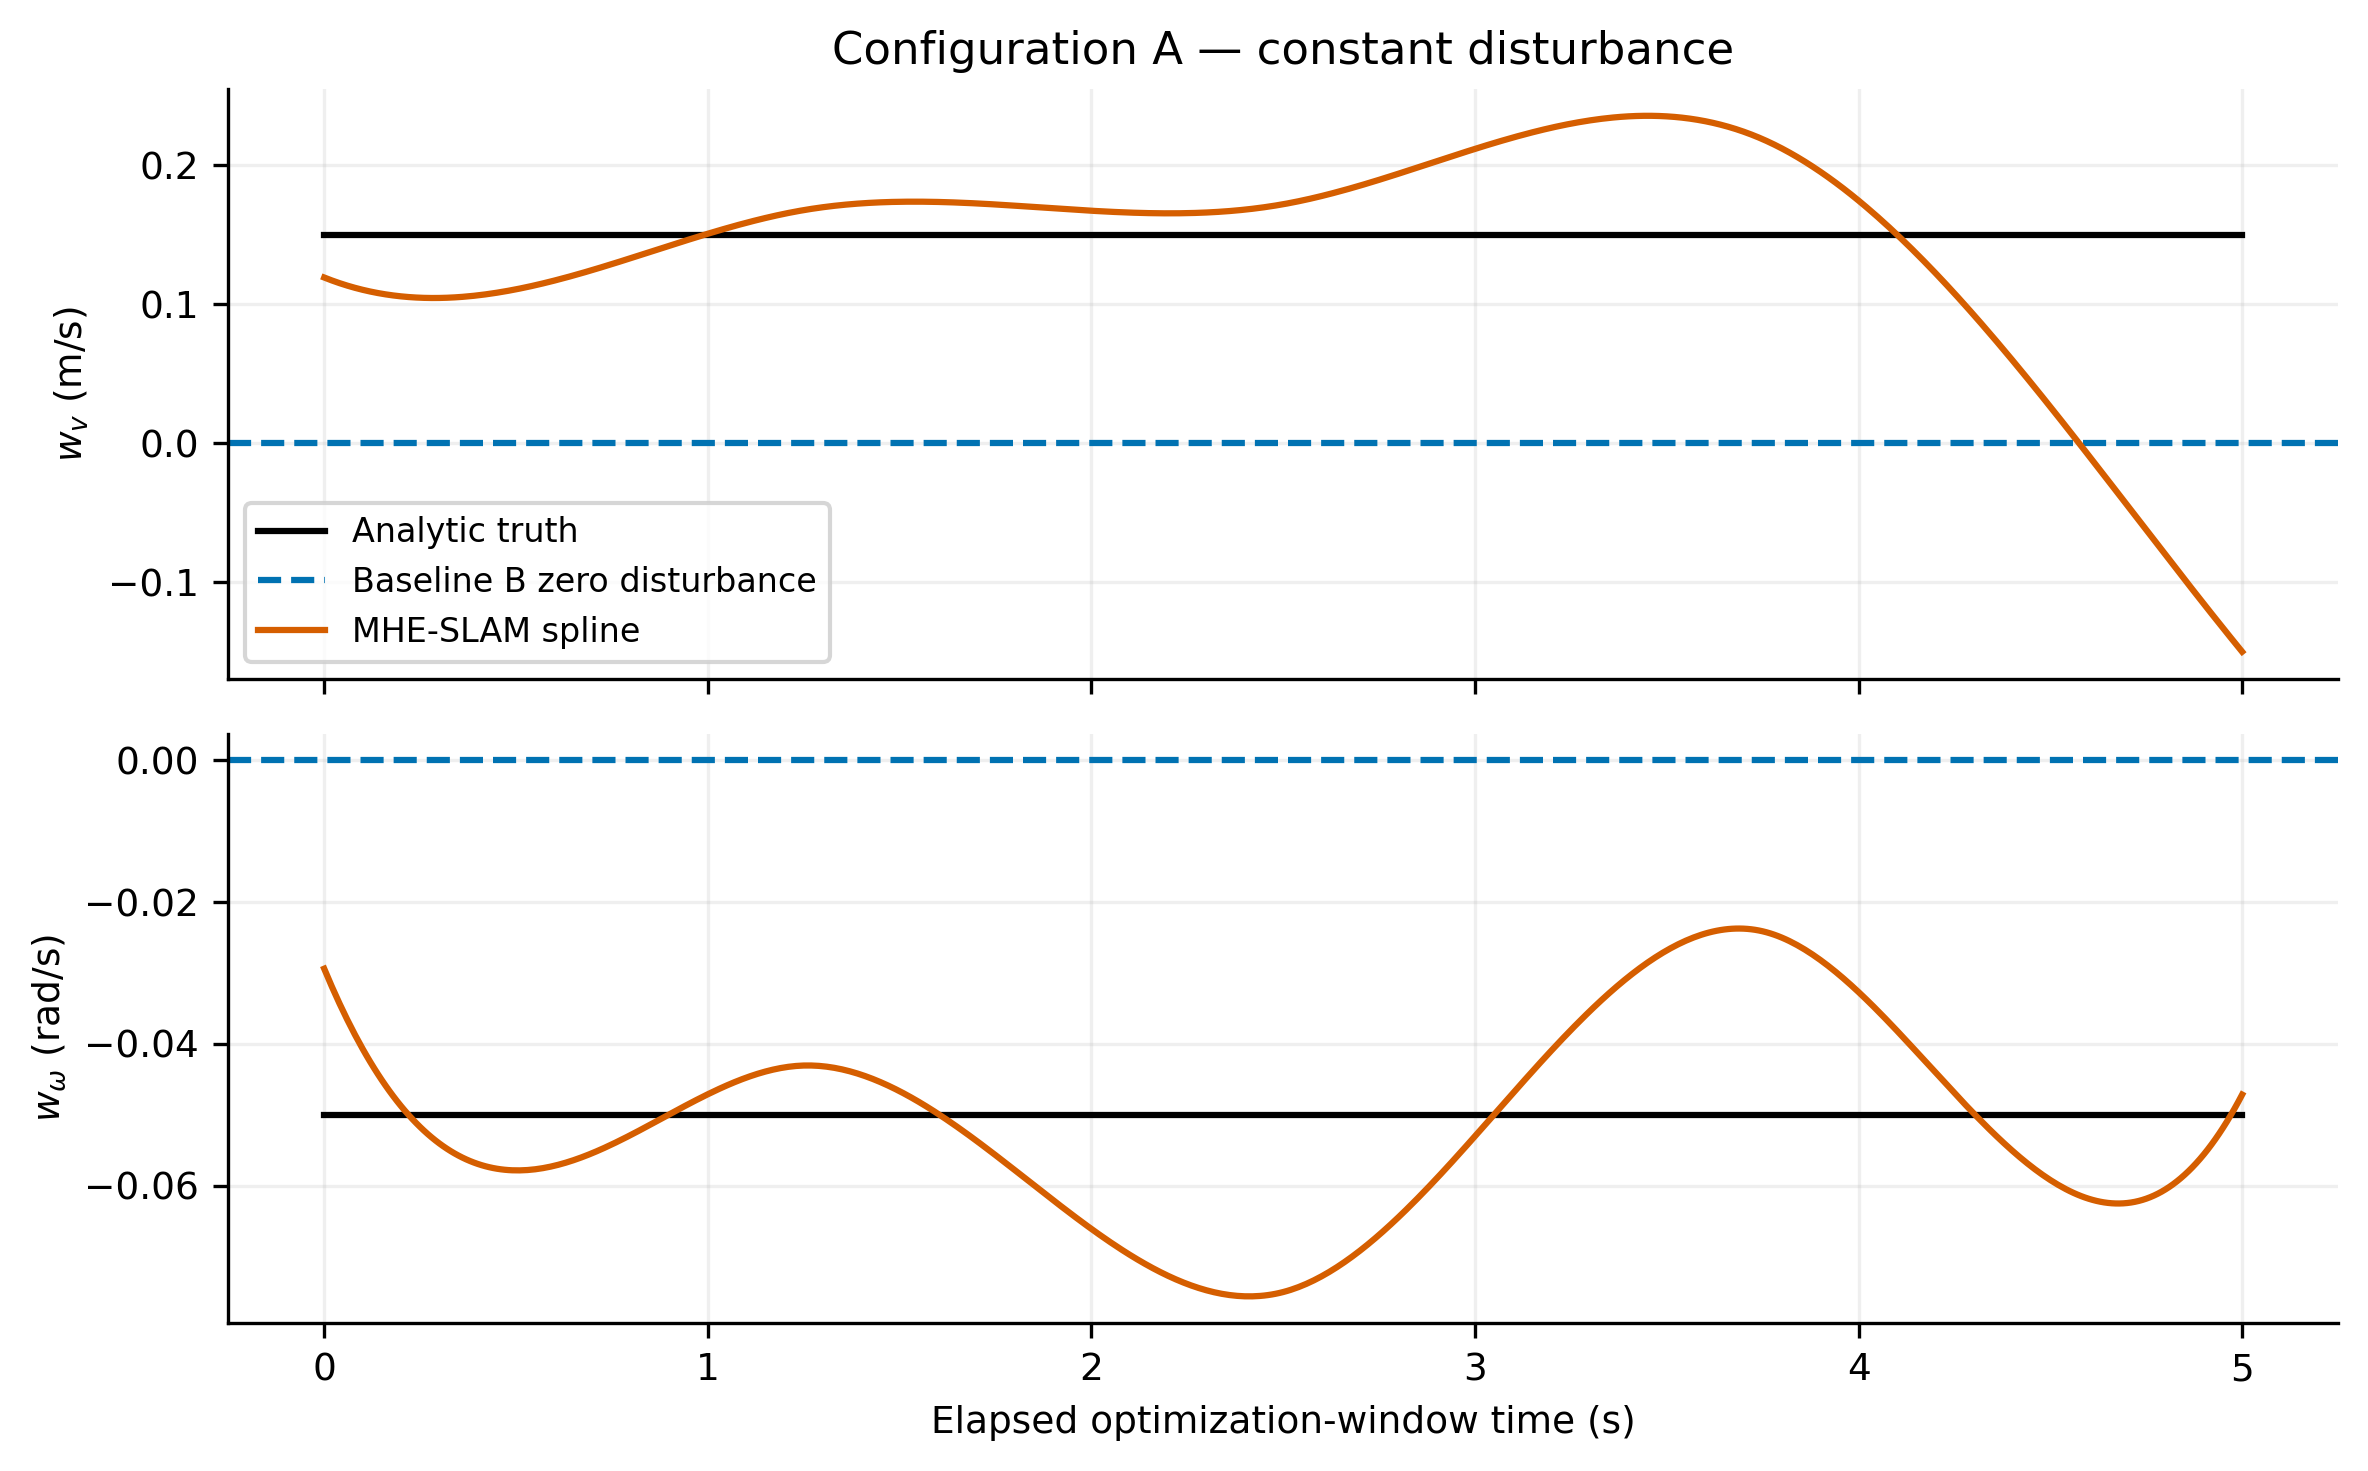 Configuration A — constant disturbance
w_v (m/s)
0.2
0.1
0.0
−0.1
Analytic truth
Baseline B zero disturbance
MHE-SLAM spline
w_ω (rad/s)
0.00
−0.02
−0.04
−0.06
0 1 2 3 4 5
Elapsed optimization-window time (s)